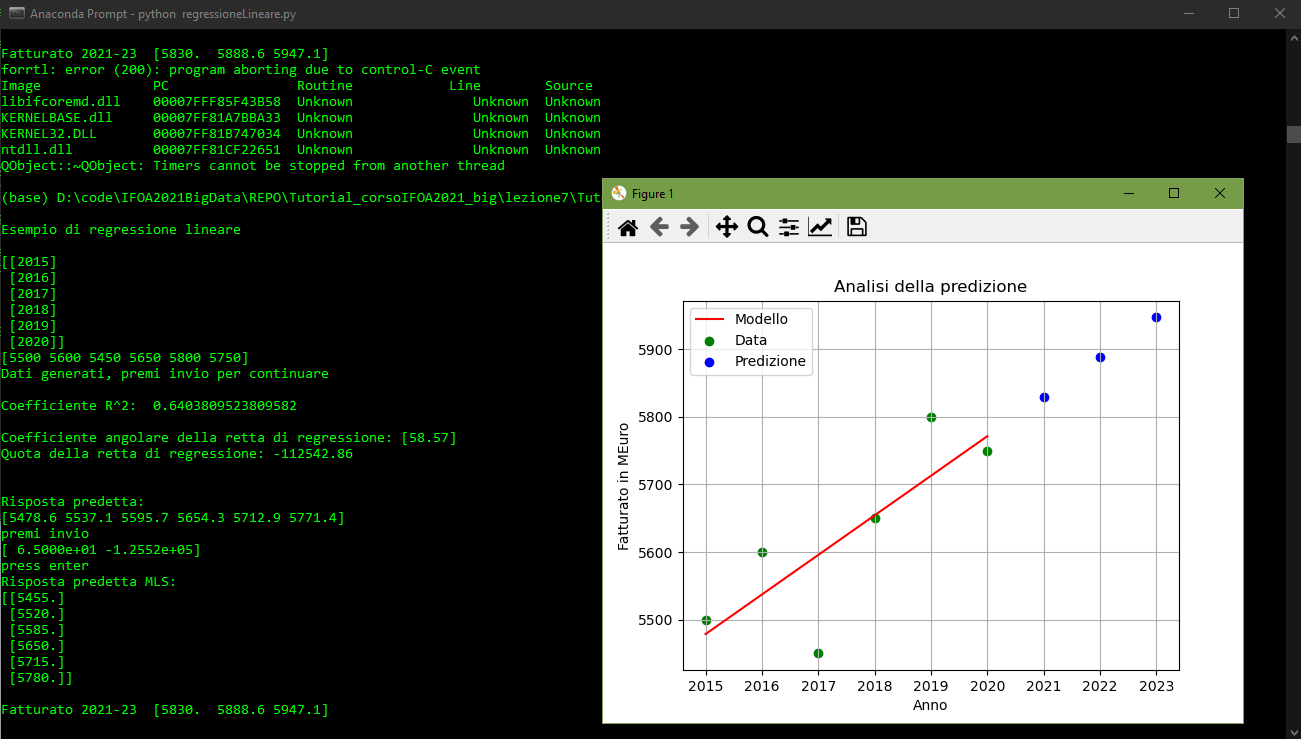 Anaconda Prompt - python  regressioneLineare.py
Fatturato 2021-23  [5830.  5888.6 5947.1]
forrtl: error (200): program aborting due to control-C event
Image              PC                Routine            Line        Source
libifcoremd.dll    00007FFF85F43B58  Unknown               Unknown  Unknown
KERNELBASE.dll     00007FFF81A7BBA33  Unknown               Unknown  Unknown
KERNEL32.DLL       00007FFF81B747034  Unknown               Unknown  Unknown
ntdll.dll          00007FFF81CF22651  Unknown               Unknown  Unknown
QObject::~QObject: Timers cannot be stopped from another thread
(base) D:\code\IFOA2021BigData\REPO\Tutorial_corsoIFOA2021_big\lezione7\Tut
Esempio di regressione lineare
[[2015]
 [2016]
 [2017]
 [2018]
 [2019]
 [2020]]
[5500 5600 5450 5650 5800 5750]
Dati generati, premi invio per continuare
Coefficiente R^2:  0.6403809523809582
Coefficiente angolare della retta di regressione: [58.57]
Quota della retta di regressione: -112542.86
Risposta predetta:
[5478.6 5537.1 5595.7 5654.3 5712.9 5771.4]
premi invio
[ 6.5000e+01 -1.2552e+05]
press enter
Risposta predetta MLS:
[[5455.]
 [5520.]
 [5585.]
 [5650.]
 [5715.]
 [5780.]]
Fatturato 2021-23  [5830.  5888.6 5947.1]
Figure 1
Analisi della predizione
Modello
Data
Predizione
5900
5800
5700
5600
5500
Fatturato in MEuro
2015 2016 2017 2018 2019 2020 2021 2022 2023
Anno